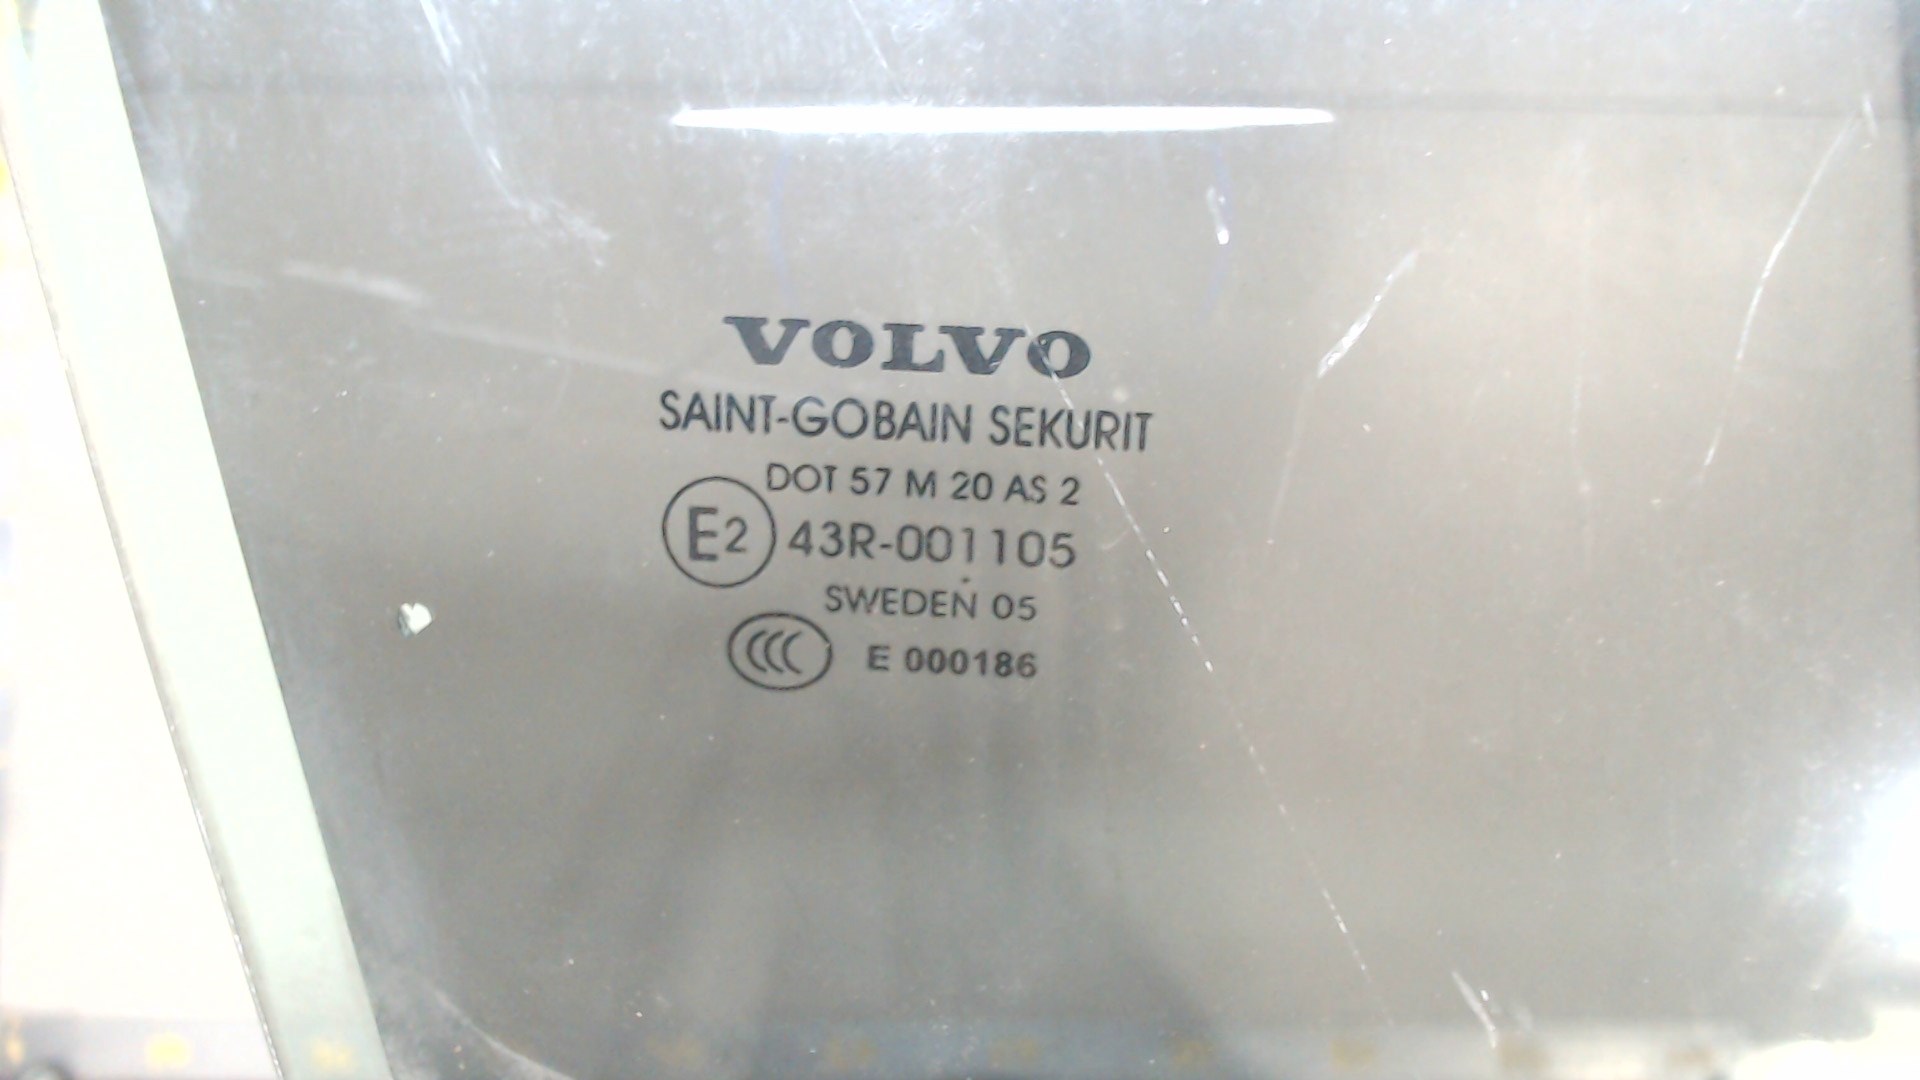 VOLVO
SAINT-GOBAIN SEKURIT
DOT 57 M 20 AS 2
E2 43R-001105
SWEDEN 05
CCC E 000186